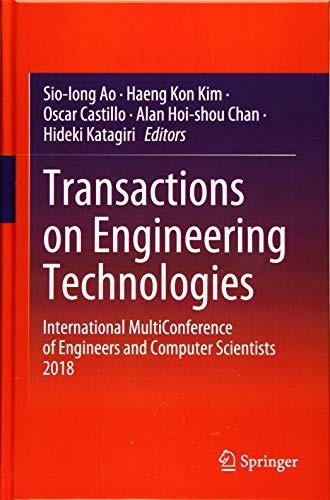 Sio-Iong Ao · Haeng Kon Kim ·
Oscar Castillo · Alan Hoi-shou Chan ·
Hideki Katagiri Editors
Transactions
on Engineering
Technologies
International MultiConference
of Engineers and Computer Scientists
2018
Springer